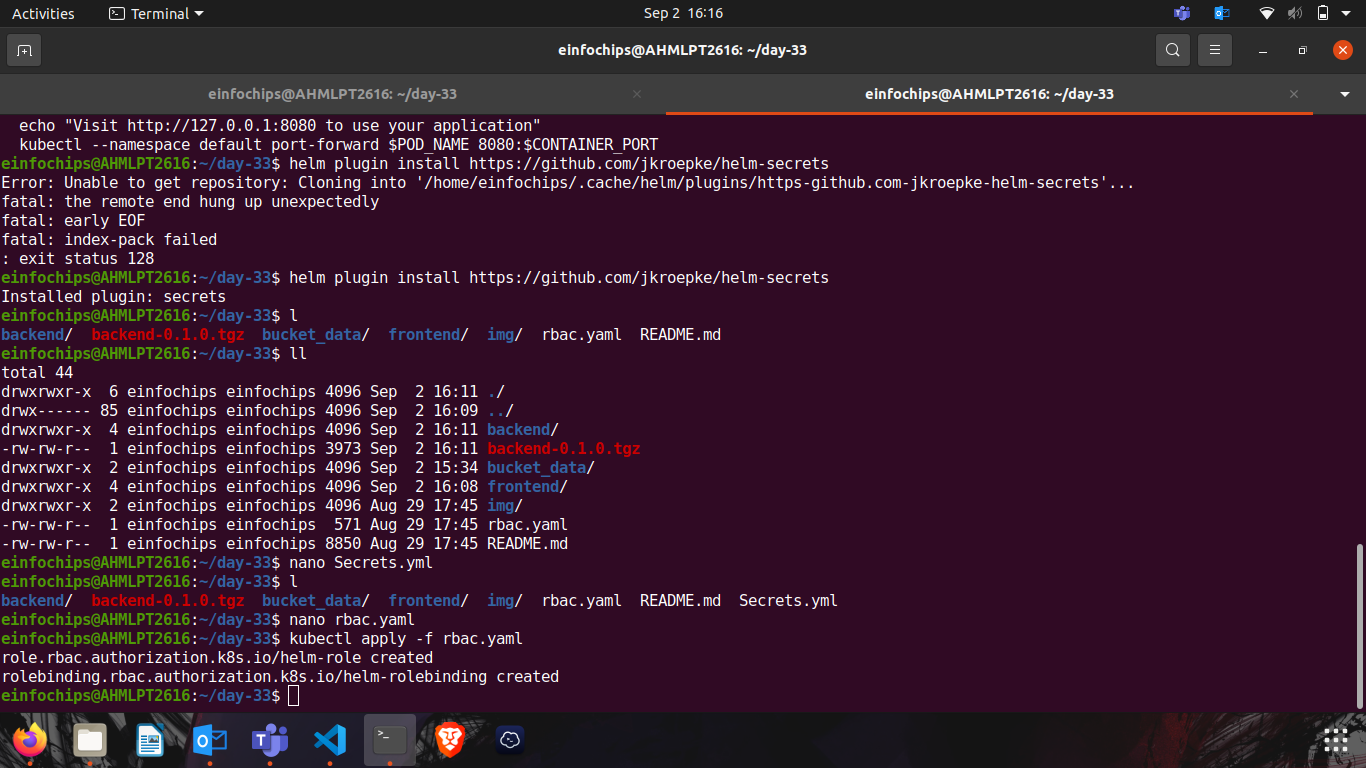 Activities Terminal Sep 2 16:16
einfochips@AHMLPT2616: ~/day-33
einfochips@AHMLPT2616: ~/day-33 einfochips@AHMLPT2616: ~/day-33
echo "Visit http://127.0.0.1:8080 to use your application"
kubectl --namespace default port-forward $POD_NAME 8080:$CONTAINER_PORT
einfochips@AHMLPT2616:~/day-33$ helm plugin install https://github.com/jkroepke/helm-secrets
Error: Unable to get repository: Cloning into '/home/einfochips/.cache/helm/plugins/https-github.com-jkroepke-helm-secrets'...
fatal: the remote end hung up unexpectedly
fatal: early EOF
fatal: index-pack failed
: exit status 128
einfochips@AHMLPT2616:~/day-33$ helm plugin install https://github.com/jkroepke/helm-secrets
Installed plugin: secrets
einfochips@AHMLPT2616:~/day-33$ l
backend/ backend-0.1.0.tgz bucket_data/ frontend/ img/ rbac.yaml README.md
einfochips@AHMLPT2616:~/day-33$ ll
total 44
drwxrwxr-x 6 einfochips einfochips 4096 Sep 2 16:11 ./
drwx------ 85 einfochips einfochips 4096 Sep 2 16:09 ../
drwxrwxr-x 4 einfochips einfochips 4096 Sep 2 16:11 backend/
-rw-rw-r-- 1 einfochips einfochips 3973 Sep 2 16:11 backend-0.1.0.tgz
drwxrwxr-x 2 einfochips einfochips 4096 Sep 2 15:34 bucket_data/
drwxrwxr-x 4 einfochips einfochips 4096 Sep 2 16:08 frontend/
drwxrwxr-x 2 einfochips einfochips 4096 Aug 29 17:45 img/
-rw-rw-r-- 1 einfochips einfochips 571 Aug 29 17:45 rbac.yaml
-rw-rw-r-- 1 einfochips einfochips 8850 Aug 29 17:45 README.md
einfochips@AHMLPT2616:~/day-33$ nano Secrets.yml
einfochips@AHMLPT2616:~/day-33$ l
backend/ backend-0.1.0.tgz bucket_data/ frontend/ img/ rbac.yaml README.md Secrets.yml
einfochips@AHMLPT2616:~/day-33$ nano rbac.yaml
einfochips@AHMLPT2616:~/day-33$ kubectl apply -f rbac.yaml
role.rbac.authorization.k8s.io/helm-role created
rolebinding.rbac.authorization.k8s.io/helm-rolebinding created
einfochips@AHMLPT2616:~/day-33$